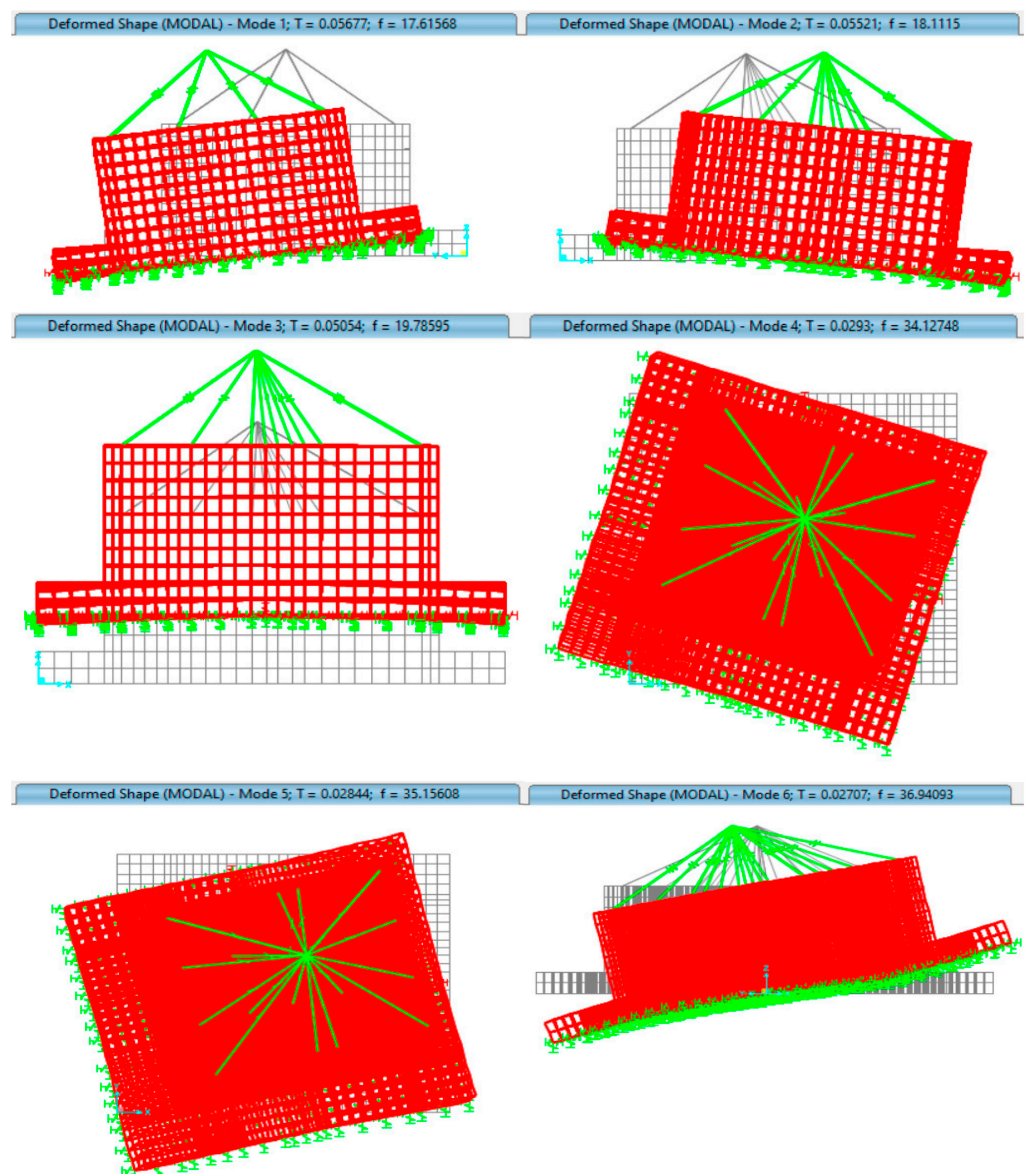 Deformed Shape (MODAL) - Mode 1; T = 0.05677; f = 17.61568
Deformed Shape (MODAL) - Mode 2; T = 0.05521; f = 18.1115
Deformed Shape (MODAL) - Mode 3; T = 0.05054; f = 19.78595
Deformed Shape (MODAL) - Mode 4; T = 0.0293; f = 34.12748
Deformed Shape (MODAL) - Mode 5; T = 0.02844; f = 35.15608
Deformed Shape (MODAL) - Mode 6; T = 0.02707; f = 36.94093